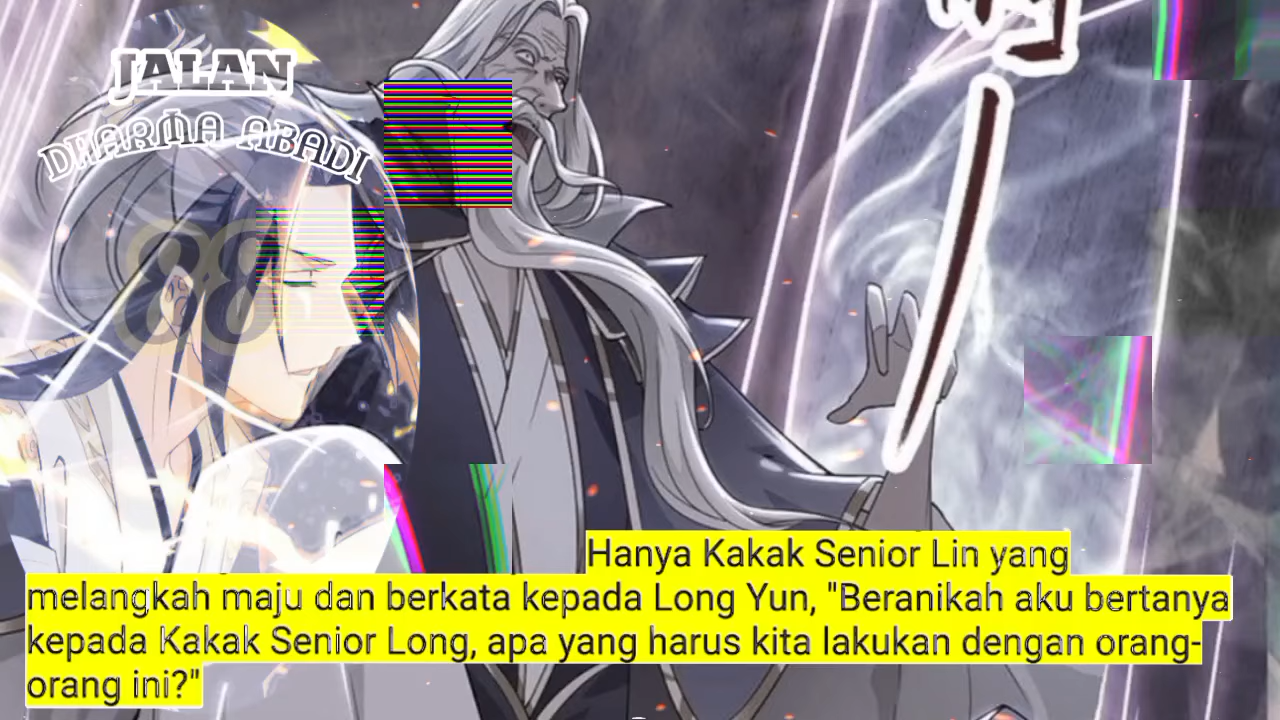 JALAN
DHARMA ABADI
88
Hanya Kakak Senior Lin yang
melangkah maju dan berkata kepada Long Yun, "Beranikah aku bertanya
kepada Kakak Senior Long, apa yang harus kita lakukan dengan orang-
orang ini?"